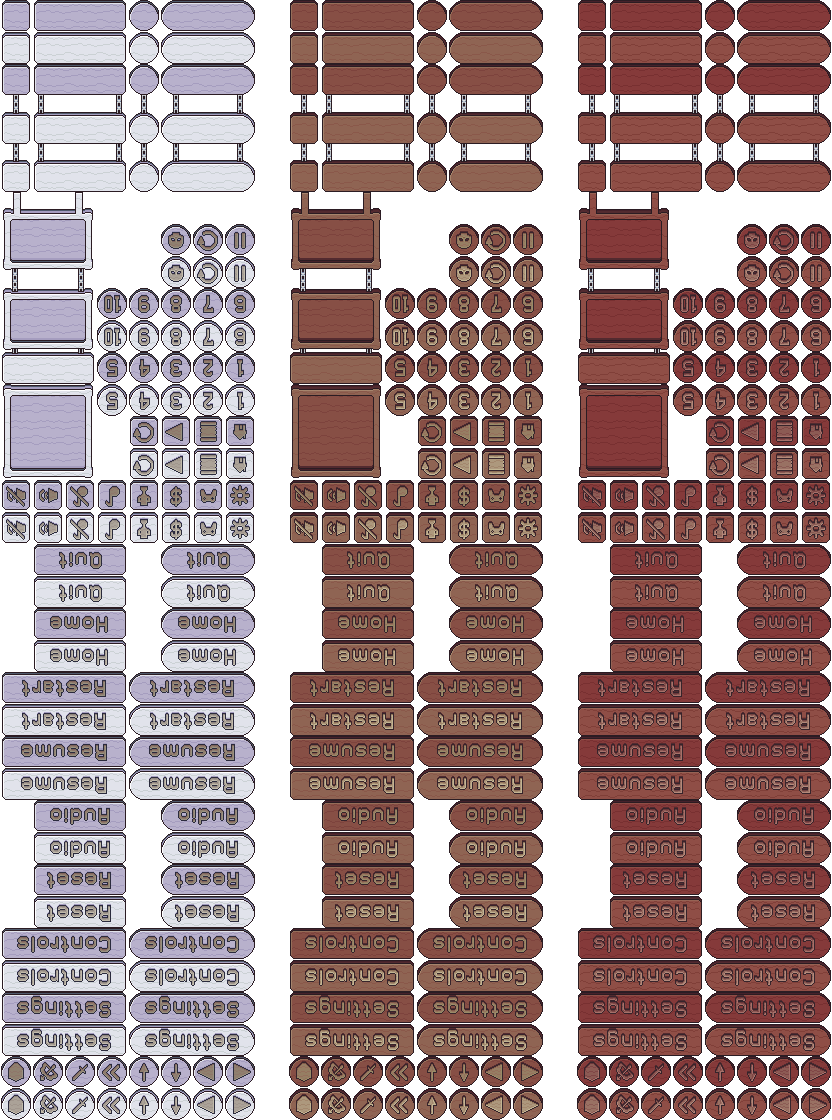 Settings Settings Settings Settings Settings Settings
Settings Settings Settings Settings Settings Settings
Controls Controls Controls Controls Controls Controls
Controls Controls Controls Controls Controls Controls
Reset Reset Reset Reset Reset Reset
Reset Reset Reset Reset Reset Reset
Audio Audio Audio Audio Audio Audio
Audio Audio Audio Audio Audio Audio
Resume Resume Resume Resume Resume Resume
Resume Resume Resume Resume Resume Resume
Restart Restart Restart Restart Restart Restart
Restart Restart Restart Restart Restart Restart
Home Home Home Home Home Home
Home Home Home Home Home Home
Quit Quit Quit Quit Quit Quit
Quit Quit Quit Quit Quit Quit
$ $ $
$ $ $
1 2 3 4 5 1 2 3 4 5 1 2 3 4 5
1 2 3 4 5 1 2 3 4 5 1 2 3 4 5
6 7 8 9 10 6 7 8 9 10 6 7 8 9 10
6 7 8 9 10 6 7 8 9 10 6 7 8 9 10